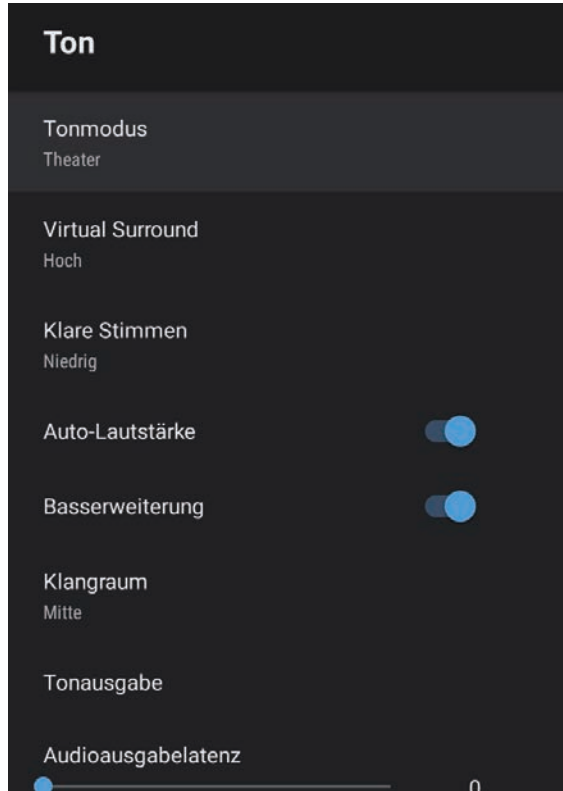 Ton
Tonmodus
Theater
Virtual Surround
Hoch
Klare Stimmen
Niedrig
Auto-Lautstärke
Basserweiterung
Klangraum
Mitte
Tonausgabe
Audioausgabelatenz
0